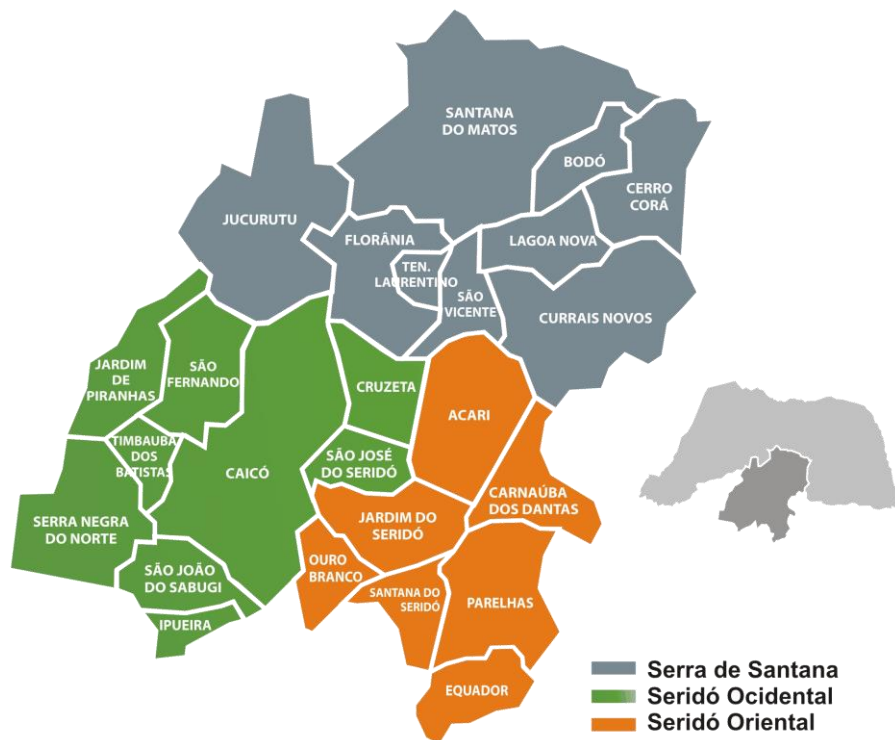 SANTANA
DO MATOS
BODÓ
CERRO
CORÁ
JUCURUTU
FLORÂNIA
LAGOA NOVA
TEN.
LAURENTINO
SÃO
VICENTE
CURRAIS NOVOS
JARDIM
DE
PIRANHAS
SÃO
FERNANDO
CRUZETA
ACARI
TIMBAUBA
DOS
BATISTAS
CAICÓ
SÃO JOSÉ
DO SERIDÓ
CARNAÚBA
DOS DANTAS
SERRA NEGRA
DO NORTE
JARDIM DO
SERIDÓ
OURO
BRANCO
SÃO JOÃO
DO SABUGI
SANTANA DO
SERIDÓ
PARELHAS
IPUEIRA
EQUADOR
Serra de Santana
Seridó Ocidental
Seridó Oriental